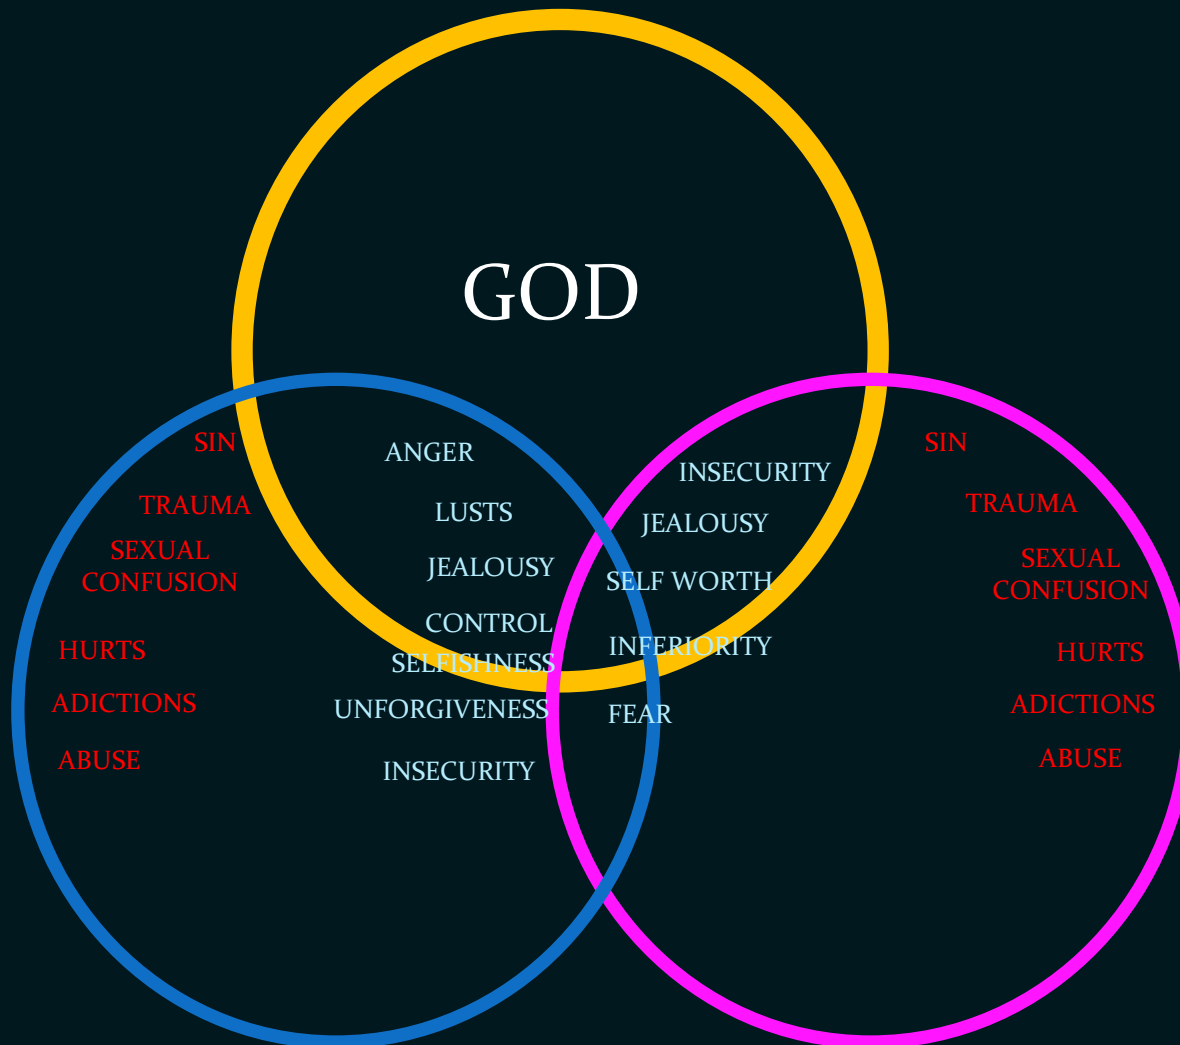 GOD
SIN
TRAUMA
SEXUAL
CONFUSION
HURTS
ADICTIONS
ABUSE
ANGER
LUSTS
JEALOUSY
CONTROL
SELFISHNESS
UNFORGIVENESS
INSECURITY
INSECURITY
JEALOUSY
SELF WORTH
INFERIORITY
FEAR
SIN
TRAUMA
SEXUAL
CONFUSION
HURTS
ADICTIONS
ABUSE